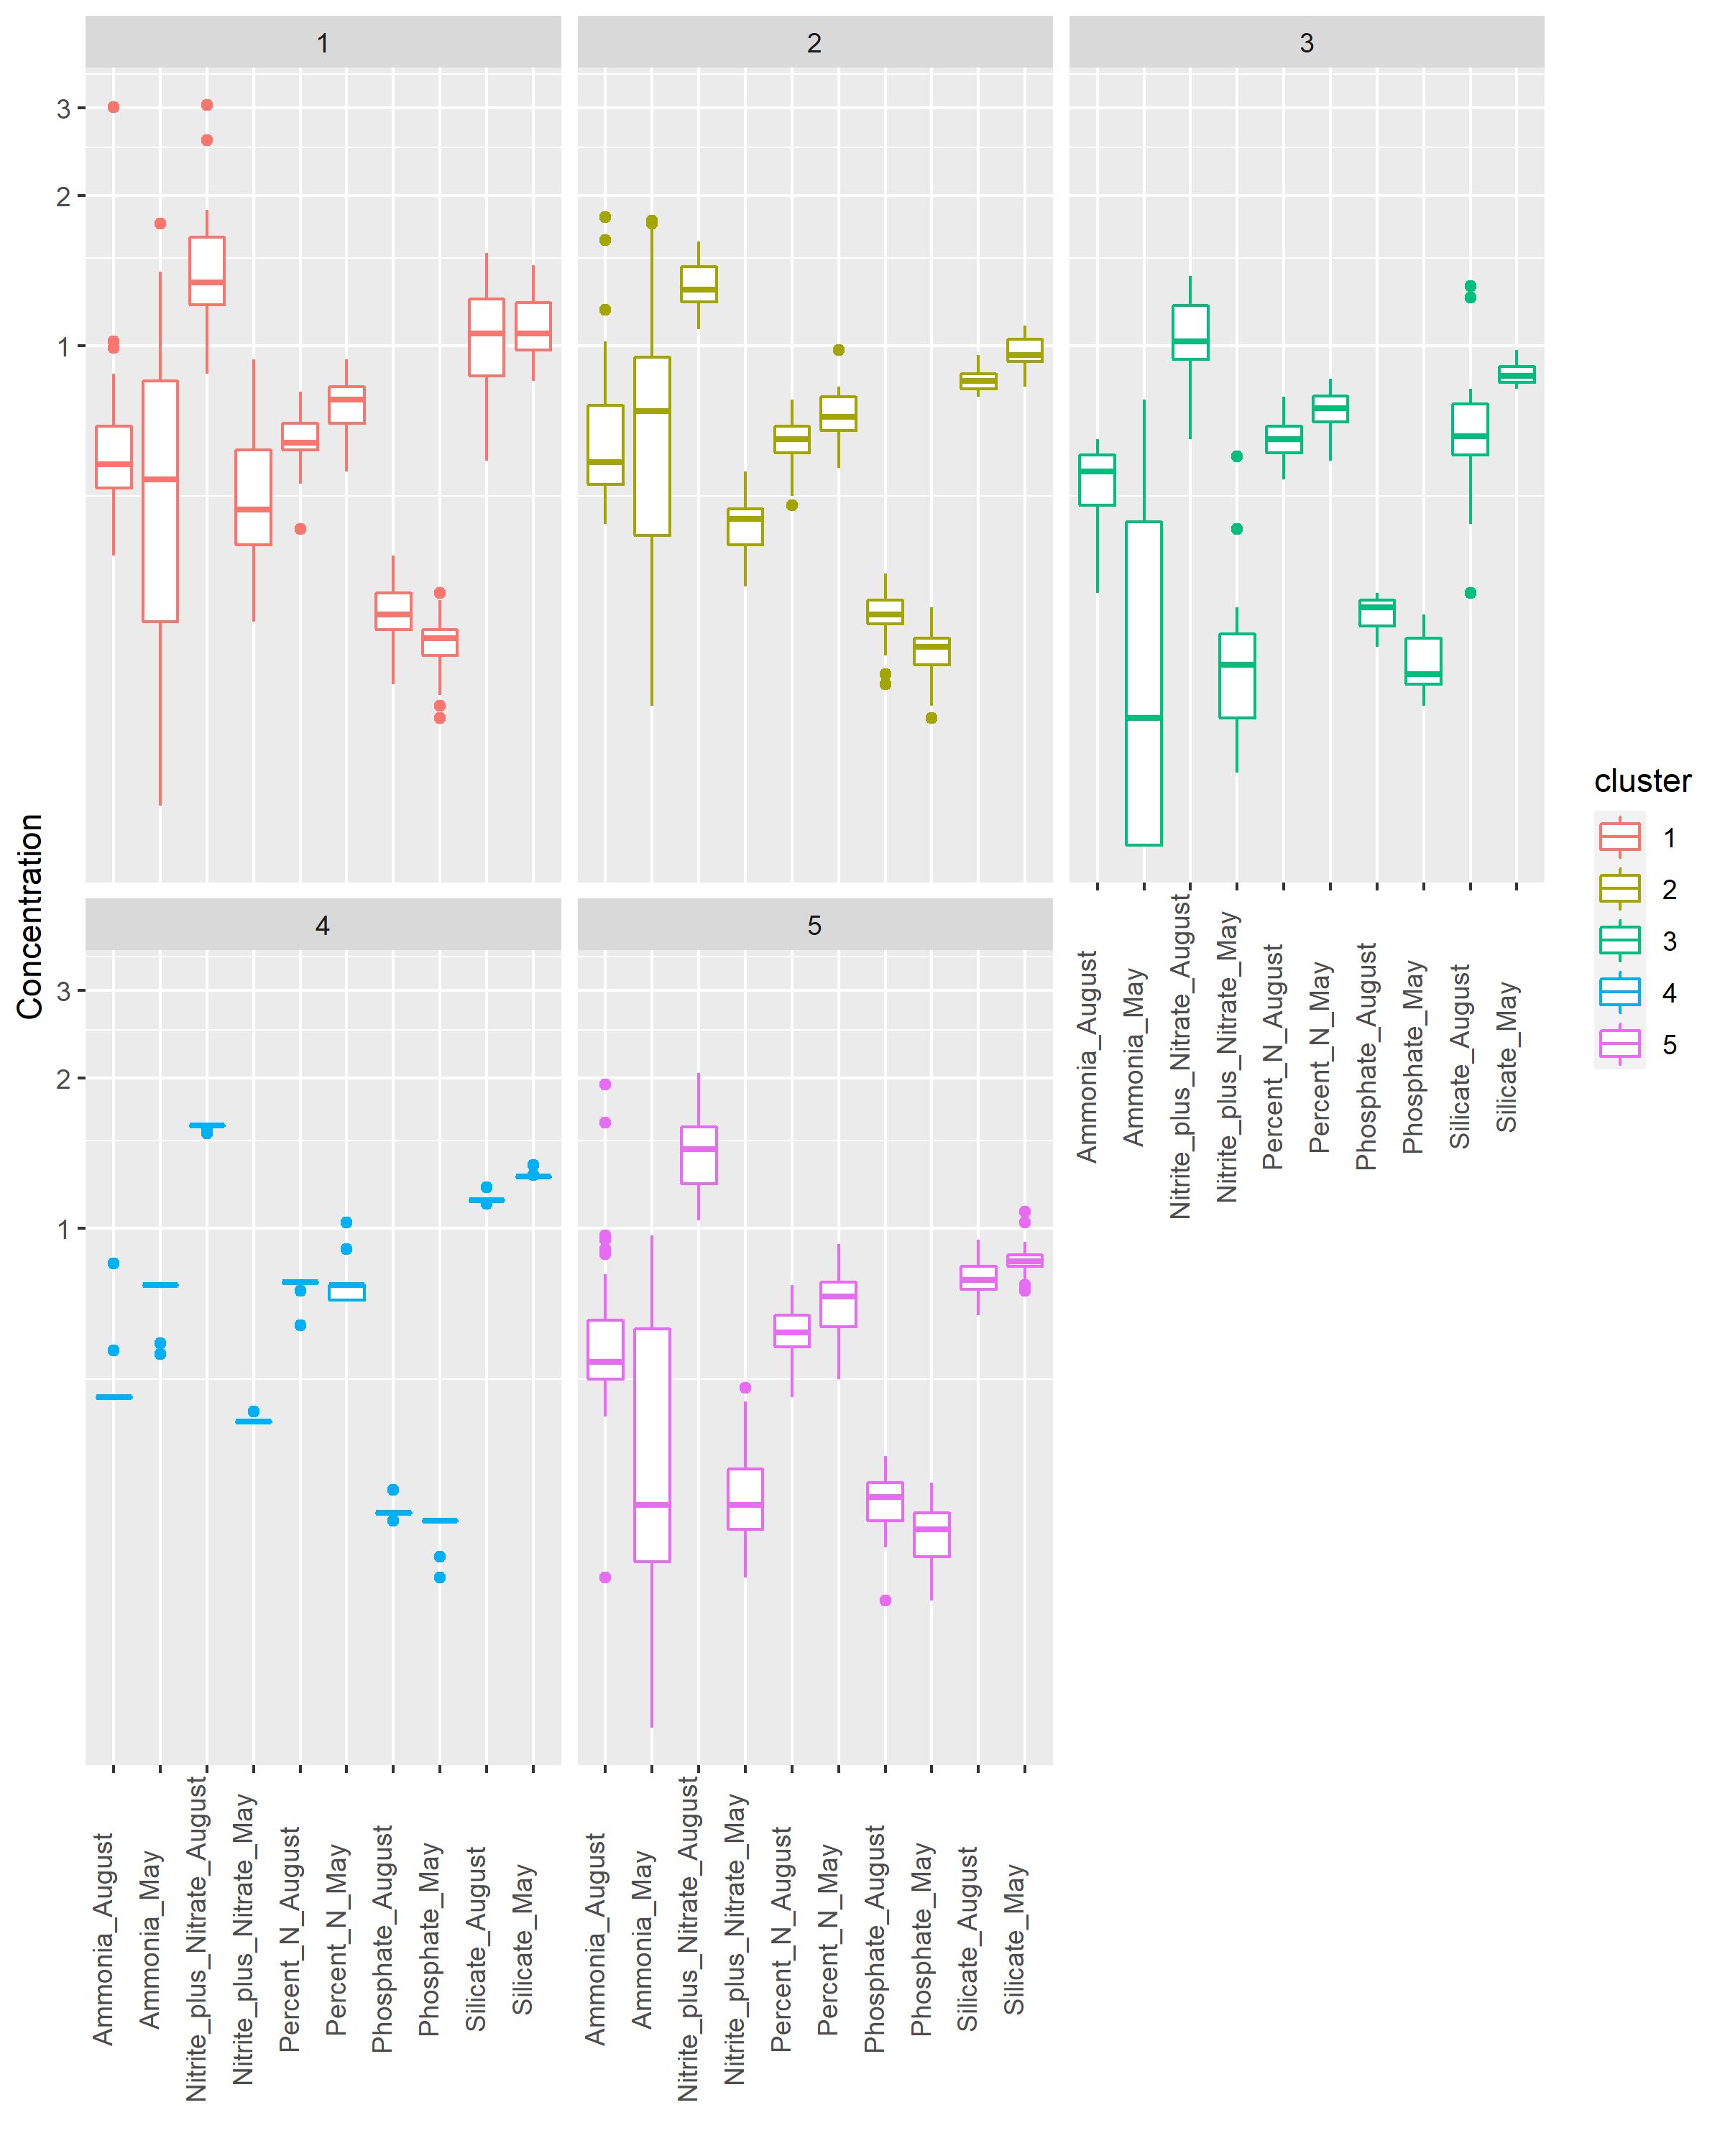 1
2
3
3
2
1
Ammonia_August
Ammonia_May
Nitrite_plus_Nitrate_August
Nitrite_plus_Nitrate_May
Percent_N_August
Percent_N_May
Phosphate_August
Phosphate_May
Silicate_August
Silicate_May
4
5
3
2
1
Ammonia_August
Ammonia_May
Nitrite_plus_Nitrate_August
Nitrite_plus_Nitrate_May
Percent_N_August
Percent_N_May
Phosphate_August
Phosphate_May
Silicate_August
Silicate_May
Ammonia_August
Ammonia_May
Nitrite_plus_Nitrate_August
Nitrite_plus_Nitrate_May
Percent_N_August
Percent_N_May
Phosphate_August
Phosphate_May
Silicate_August
Silicate_May
Concentration
cluster
1
2
3
4
5